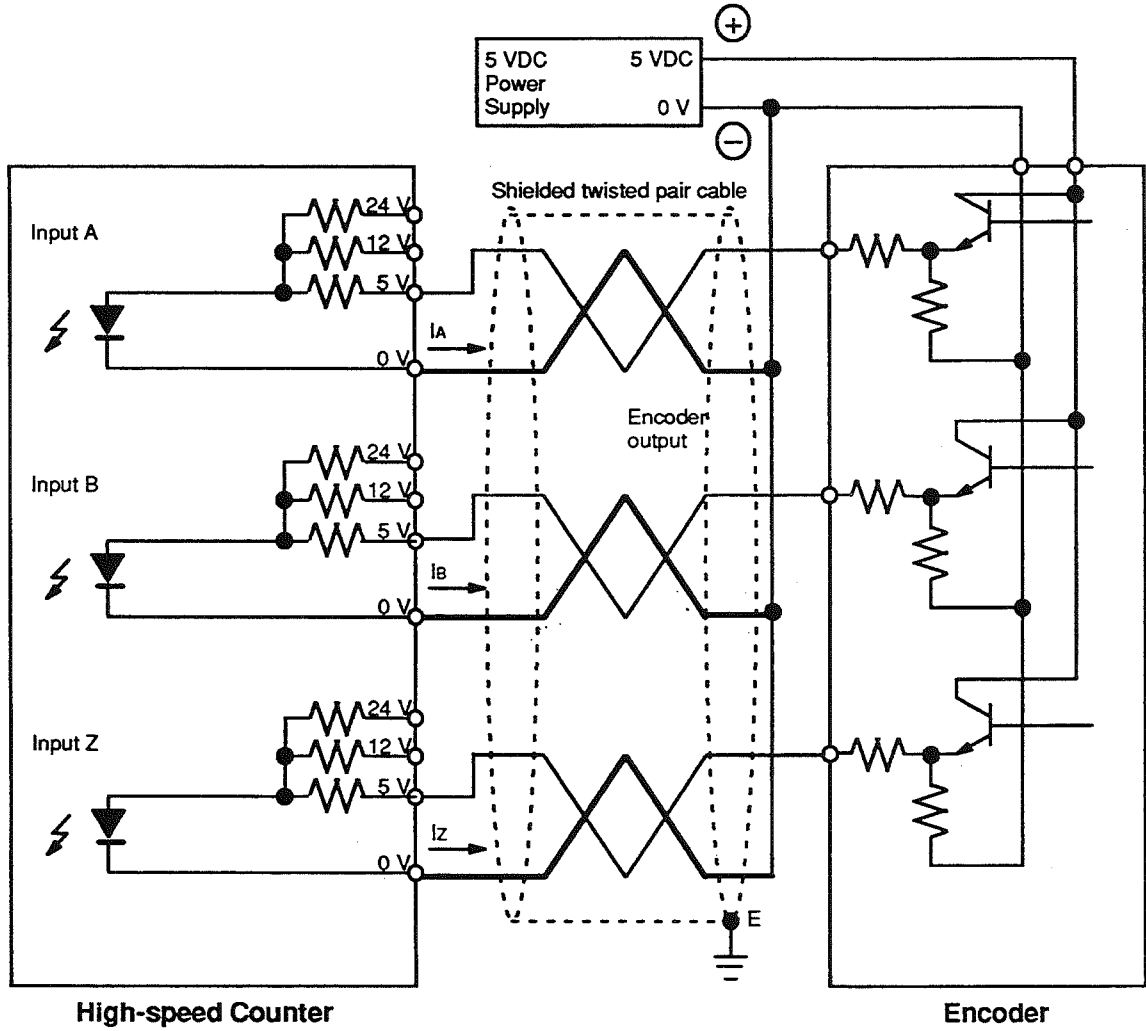 +
5 VDC 5 VDC
Power
Supply 0 V
−
Shielded twisted pair cable
Input A
24 V
12 V
5 V
IA
0 V
Encoder
output
Input B
24 V
12 V
5 V
IB
0 V
Input Z
24 V
12 V
5 V
IZ
0 V
E
High-speed Counter
Encoder